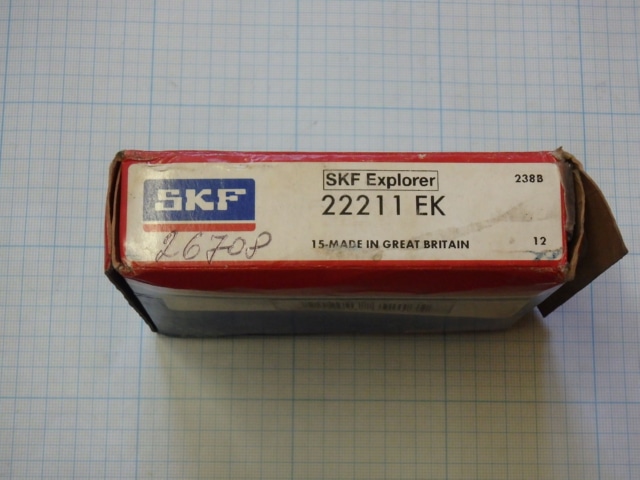 SKF
SKF Explorer
238B
22211 EK
26708
15-MADE IN GREAT BRITAIN
12